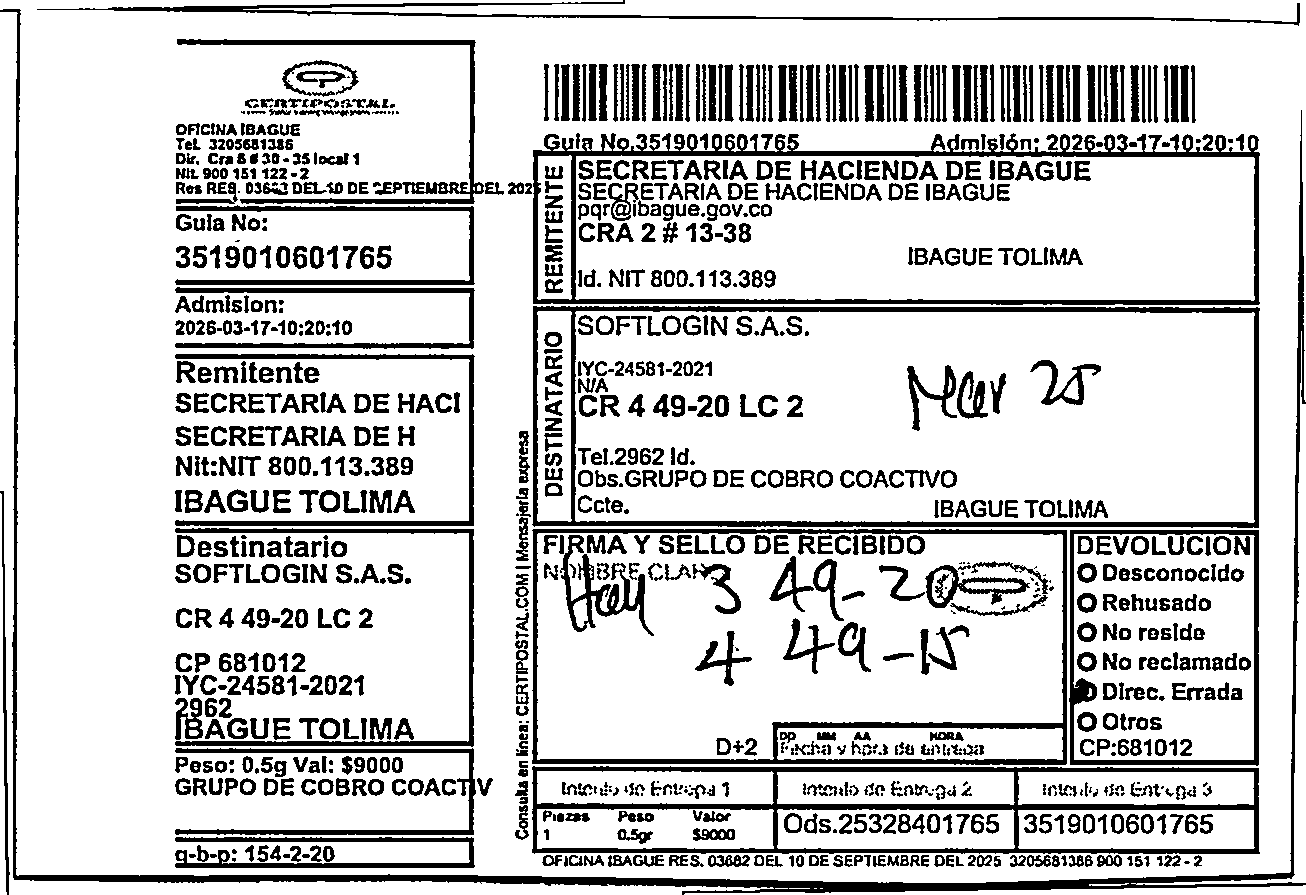 CERTIPOSTAL
OFICINA IBAGUE
Tel. 3205681386
Dir. Cra 8 # 30 - 35 local 1
Nit. 900 151 122 - 2
Res RES. DEL 10 DE SEPTIEMBRE DEL 2025
Guia No:
3519010601765
Admision:
2026-03-17-10:20:10
Remitente
SECRETARIA DE HACI
SECRETARIA DE H
Nit:NIT 800.113.389
IBAGUE TOLIMA
Destinatario
SOFTLOGIN S.A.S.
CR 4 49-20 LC 2
CP 681012
IYC-24581-2021
2962
IBAGUE TOLIMA
Peso: 0.5g Val: $9000
GRUPO DE COBRO COACTIV
q-b-p: 154-2-20
Consulta en línea: CERTIPOSTAL.COM | Mensajería expresa
Guia No.3519010601765 Admisión: 2026-03-17-10:20:10
REMITENTE
SECRETARIA DE HACIENDA DE IBAGUE
SECRETARIA DE HACIENDA DE IBAGUE
pqr@ibague.gov.co
CRA 2 # 13-38
IBAGUE TOLIMA
Id. NIT 800.113.389
DESTINATARIO
SOFTLOGIN S.A.S.
IYC-24581-2021
N/A
CR 4 49-20 LC 2
Mar 25
Tel.2962 Id.
Obs.GRUPO DE COBRO COACTIVO
Ccte. IBAGUE TOLIMA
FIRMA Y SELLO DE RECIBIDO
NOMBRE CLARO
Hay 3 49-20
4 49-15
D+2
DD MM AA HORA
Fecha y hora de entrega
DEVOLUCION
Desconocido
Rehusado
No reside
No reclamado
Direc. Errada
Otros
CP:681012
Intento de Entrega 1 Intento de Entrega 2 Intento de Entrega 3
Piezas Peso Valor
1 0.5gr $9000
Ods.25328401765 3519010601765
OFICINA IBAGUE RES. 03682 DEL 10 DE SEPTIEMBRE DEL 2025 3205681386 900 151 122 - 2